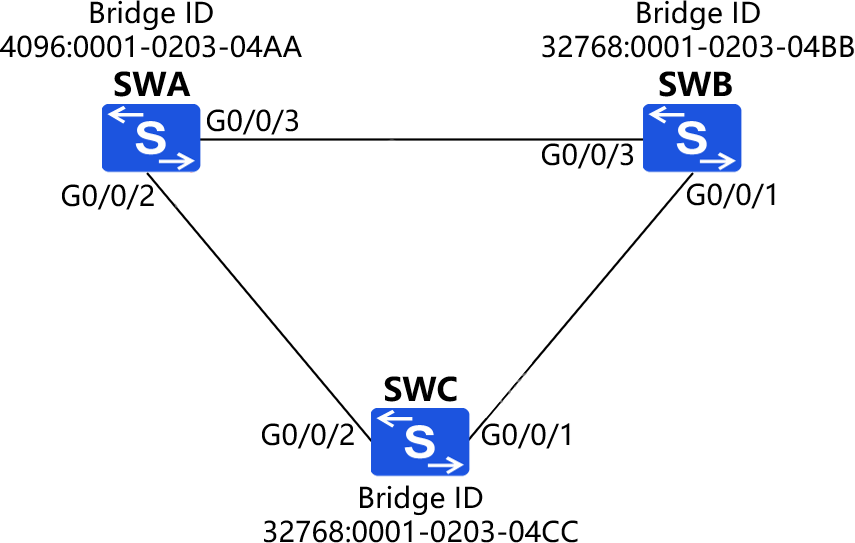 Bridge ID
4096:0001-0203-04AA
SWA
S
G0/0/3
G0/0/2
Bridge ID
32768:0001-0203-04BB
SWB
S
G0/0/3
G0/0/1
SWC
S
G0/0/2
G0/0/1
Bridge ID
32768:0001-0203-04CC